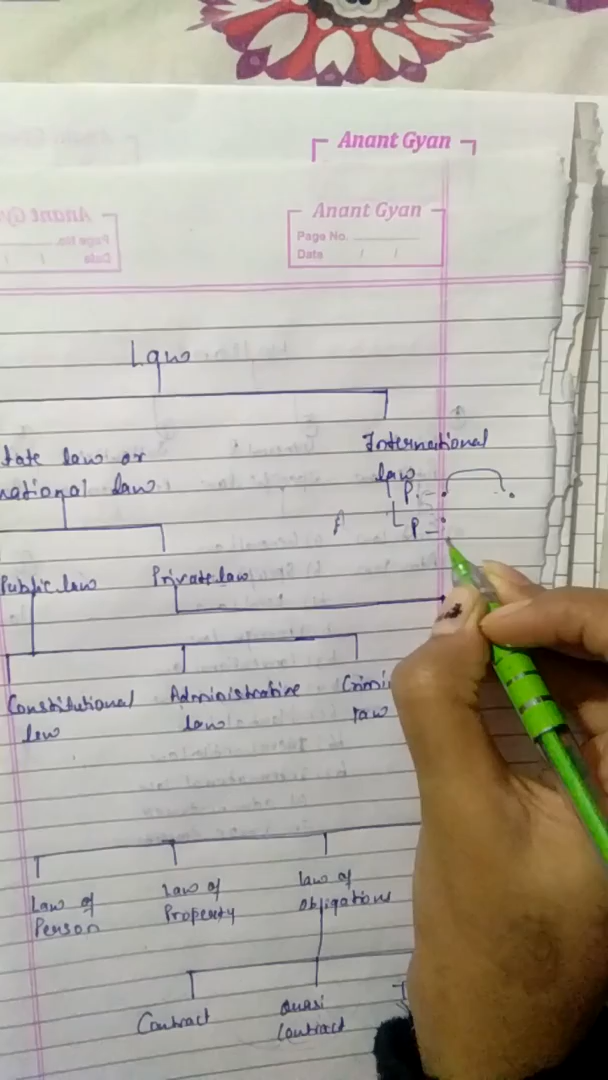 Anant Gyan
Anant Gyan
Page No.
Data / /
Law
tate law or
national law
International
law
P.-
P-
Public law
Private law
Constitutional
law
Administrative
law
Crimi
law
Law of
Person
Law of
Property
law of
obligations
Contract
Quasi
Contract